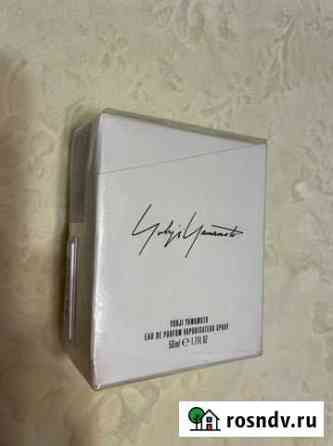 Yohji Yamamoto
YOHJI YAMAMOTO
EAU DE PARFUM VAPORISATEUR SPRAY
50ml ℮ 1.7FL OZ
rosndv.ru